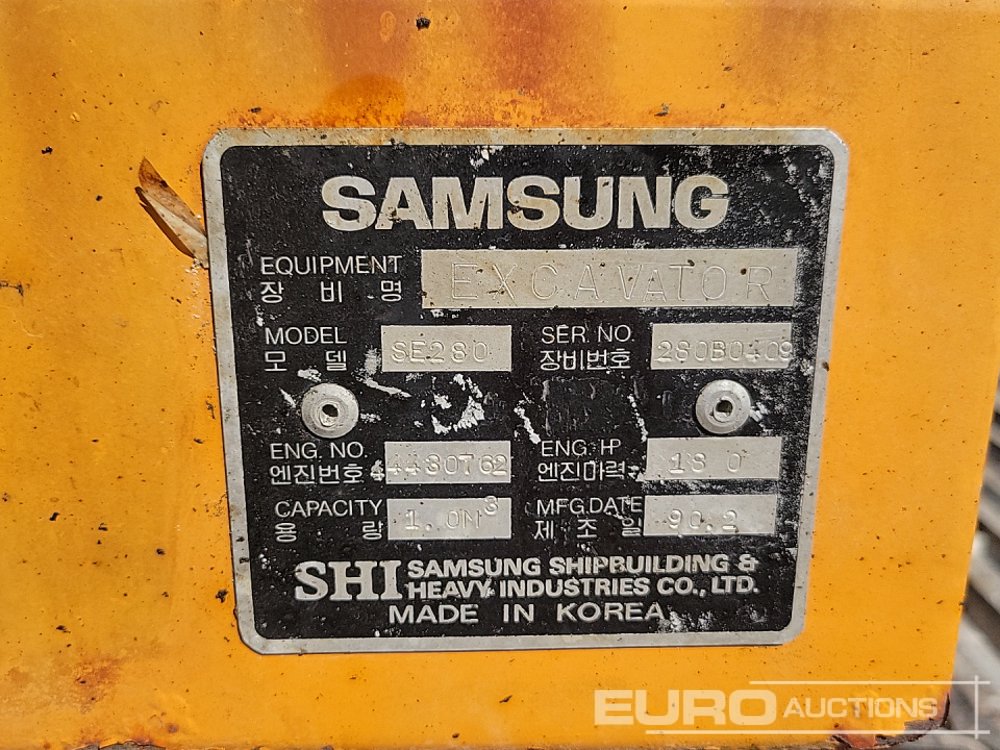 SAMSUNG
EQUIPMENT EXCAVATOR
장 비 명
MODEL SE280 SER. NO. 280B0409
모 델 장비번호
ENG. NO. 44430762 ENG. HP 180
엔진번호 엔진마력
CAPACITY 1.0M³ MFG.DATE 90.2
용 량 제 조 일
SHI SAMSUNG SHIPBUILDING &
HEAVY INDUSTRIES CO., LTD.
MADE IN KOREA
EURO AUCTIONS